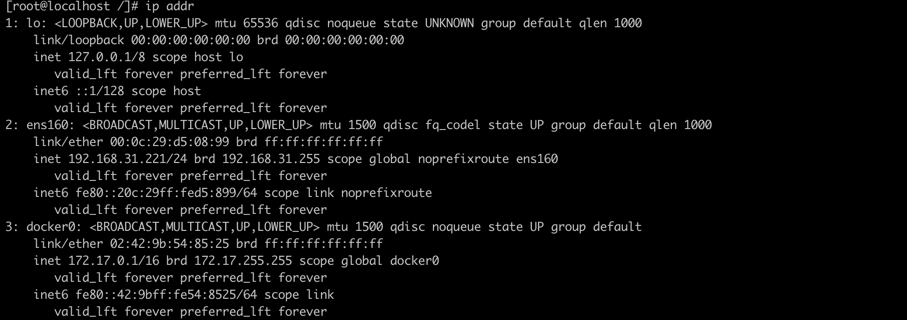 [root@localhost /]# ip addr
1: lo: <LOOPBACK,UP,LOWER_UP> mtu 65536 qdisc noqueue state UNKNOWN group default qlen 1000
    link/loopback 00:00:00:00:00:00 brd 00:00:00:00:00:00
    inet 127.0.0.1/8 scope host lo
       valid_lft forever preferred_lft forever
    inet6 ::1/128 scope host
       valid_lft forever preferred_lft forever
2: ens160: <BROADCAST,MULTICAST,UP,LOWER_UP> mtu 1500 qdisc fq_codel state UP group default qlen 1000
    link/ether 00:0c:29:d5:08:99 brd ff:ff:ff:ff:ff:ff
    inet 192.168.31.221/24 brd 192.168.31.255 scope global noprefixroute ens160
       valid_lft forever preferred_lft forever
    inet6 fe80::20c:29ff:fed5:899/64 scope link noprefixroute
       valid_lft forever preferred_lft forever
3: docker0: <BROADCAST,MULTICAST,UP,LOWER_UP> mtu 1500 qdisc noqueue state UP group default
    link/ether 02:42:9b:54:85:25 brd ff:ff:ff:ff:ff:ff
    inet 172.17.0.1/16 brd 172.17.255.255 scope global docker0
       valid_lft forever preferred_lft forever
    inet6 fe80::42:9bff:fe54:8525/64 scope link
       valid_lft forever preferred_lft forever